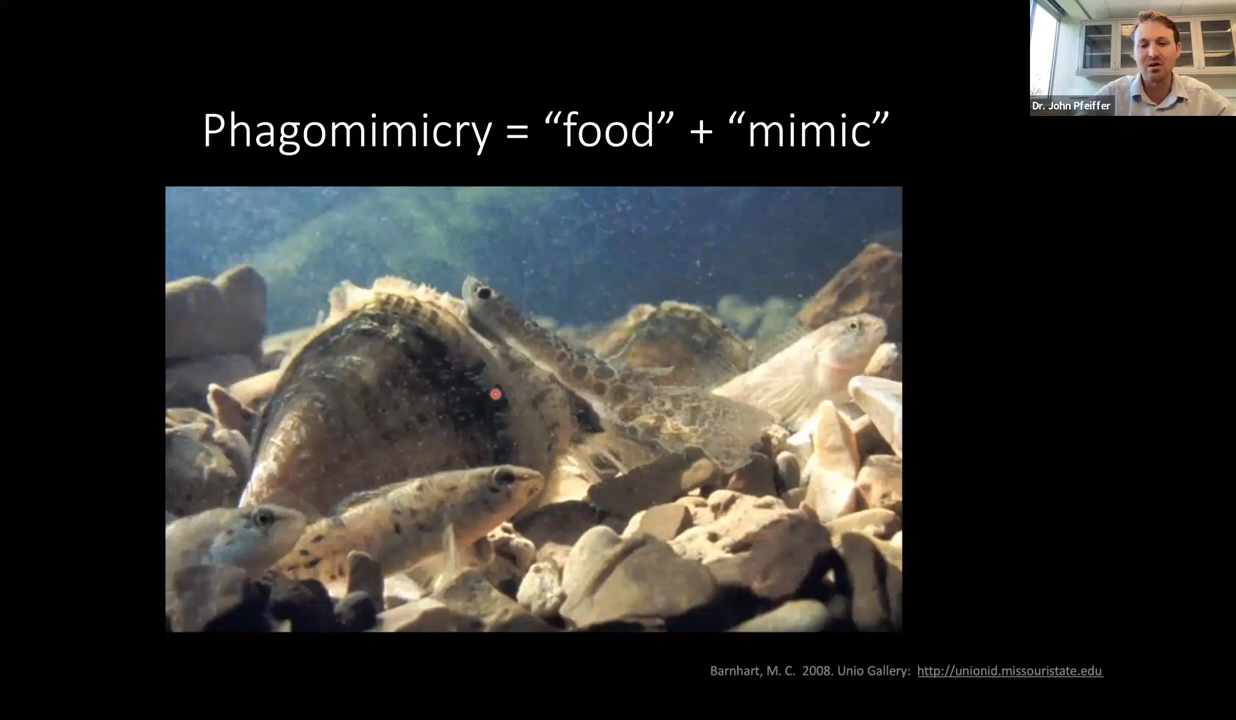 Dr. John Pfeiffer
Phagomimicry = “food” + “mimic”
Barnhart, M. C. 2008. Unio Gallery: http://unionid.missouristate.edu